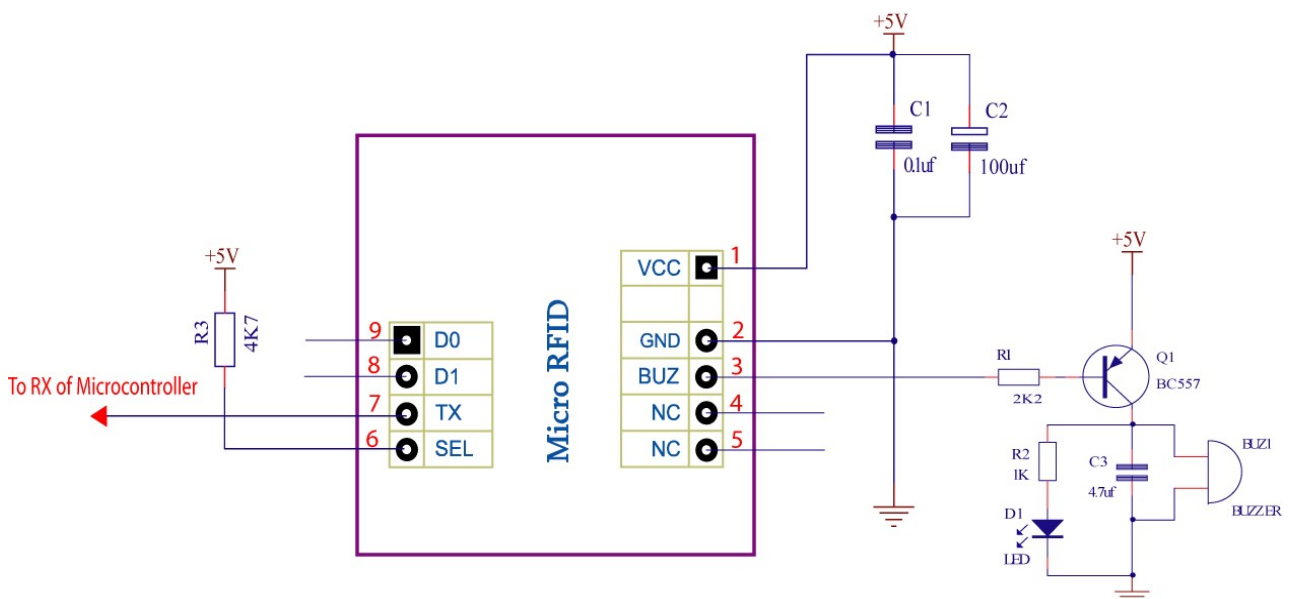 +5V
C1
C2
0.1uf
100uf
+5V
R3
4K7
To RX of Microcontroller
9
D0
8
D1
7
TX
6
SEL
Micro RFID
VCC
1
GND
2
BUZ
3
NC
4
NC
5
R1
2K2
+5V
Q1
BC557
R2
1K
C3
4.7uf
BUZ1
BUZZER
D1
LED